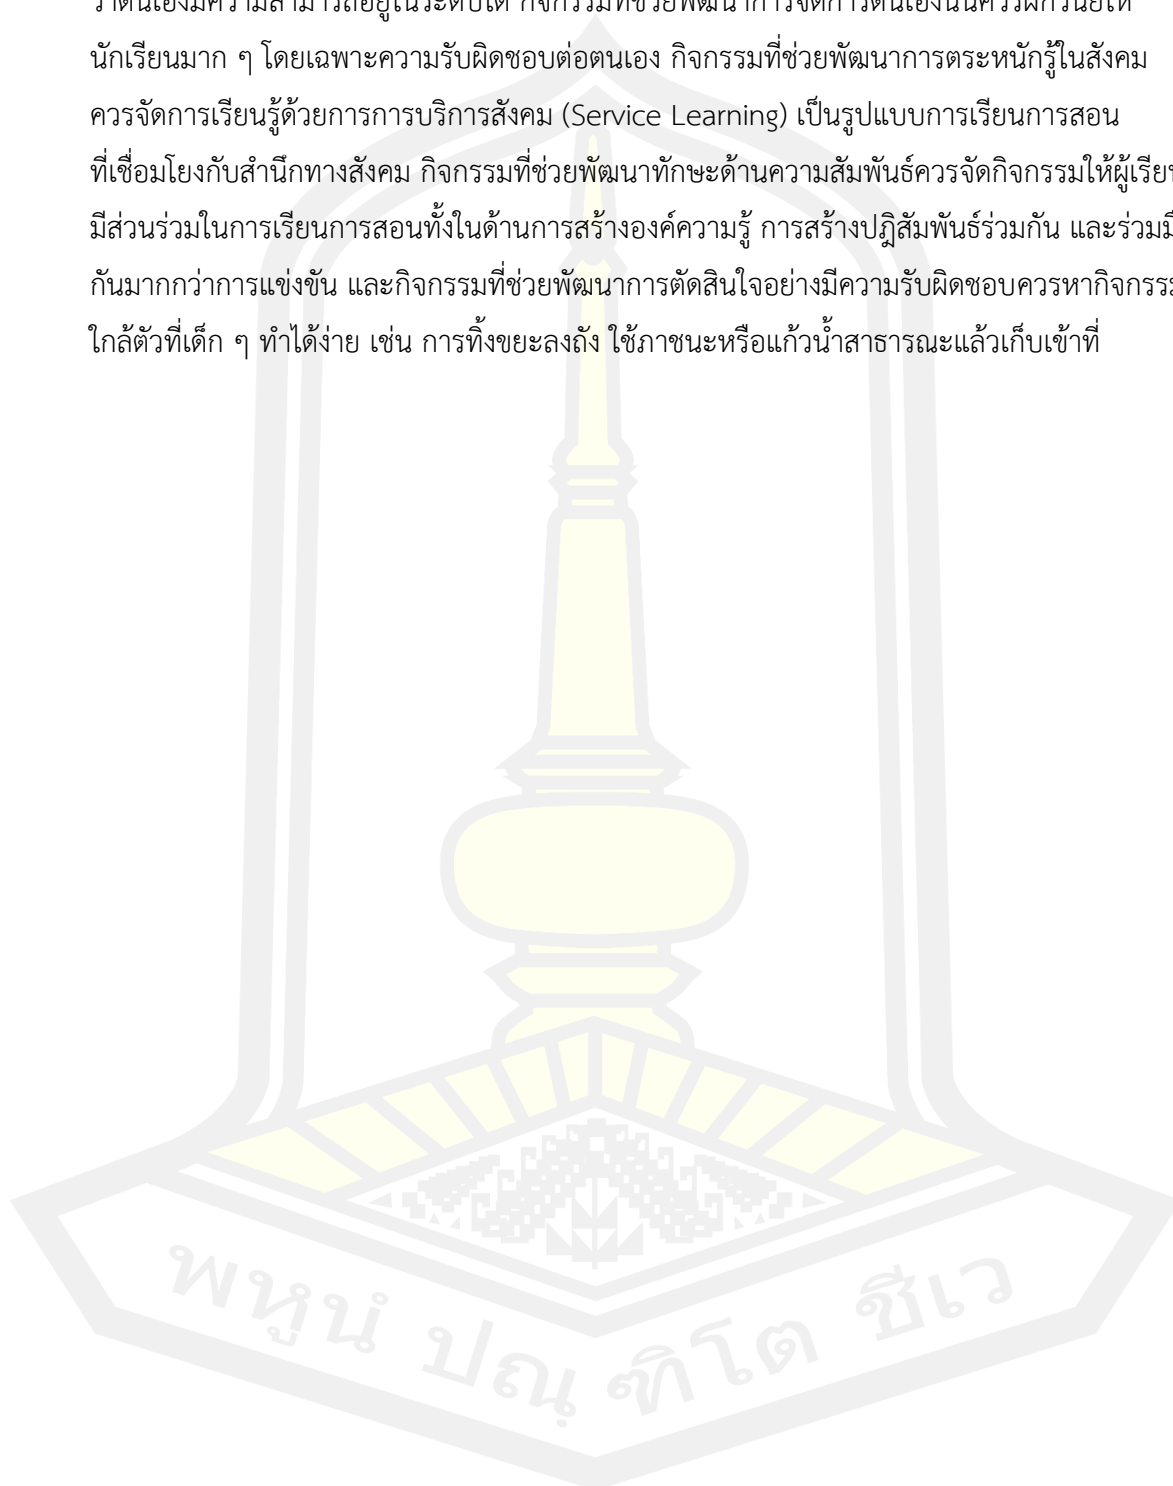 ว่าตนเองมีความสามารถอยู่ในระดับใด กิจกรรมที่ช่วยพัฒนาการจัดการตนเองนั้นควรฝึกวินัยให้
นักเรียนมาก ๆ โดยเฉพาะความรับผิดชอบต่อตนเอง กิจกรรมที่ช่วยพัฒนาการตระหนักรู้ในสังคม
ควรจัดการเรียนรู้ด้วยการการบริการสังคม (Service Learning) เป็นรูปแบบการเรียนการสอน
ที่เชื่อมโยงกับสำนึกทางสังคม กิจกรรมที่ช่วยพัฒนาทักษะด้านความสัมพันธ์ควรจัดกิจกรรมให้ผู้เรียน
มีส่วนร่วมในการเรียนการสอนทั้งในด้านการสร้างองค์ความรู้ การสร้างปฏิสัมพันธ์ร่วมกัน และร่วมมื
กันมากกว่าการแข่งขัน และกิจกรรมที่ช่วยพัฒนาการตัดสินใจอย่างมีความรับผิดชอบควรหากิจกรรม
ใกล้ตัวที่เด็ก ๆ ทำได้ง่าย เช่น การทิ้งขยะลงถัง ใช้ภาชนะหรือแก้วน้ำสาธารณะแล้วเก็บเข้าที่
พหูนํ ปณฺฑิโต ชีเว